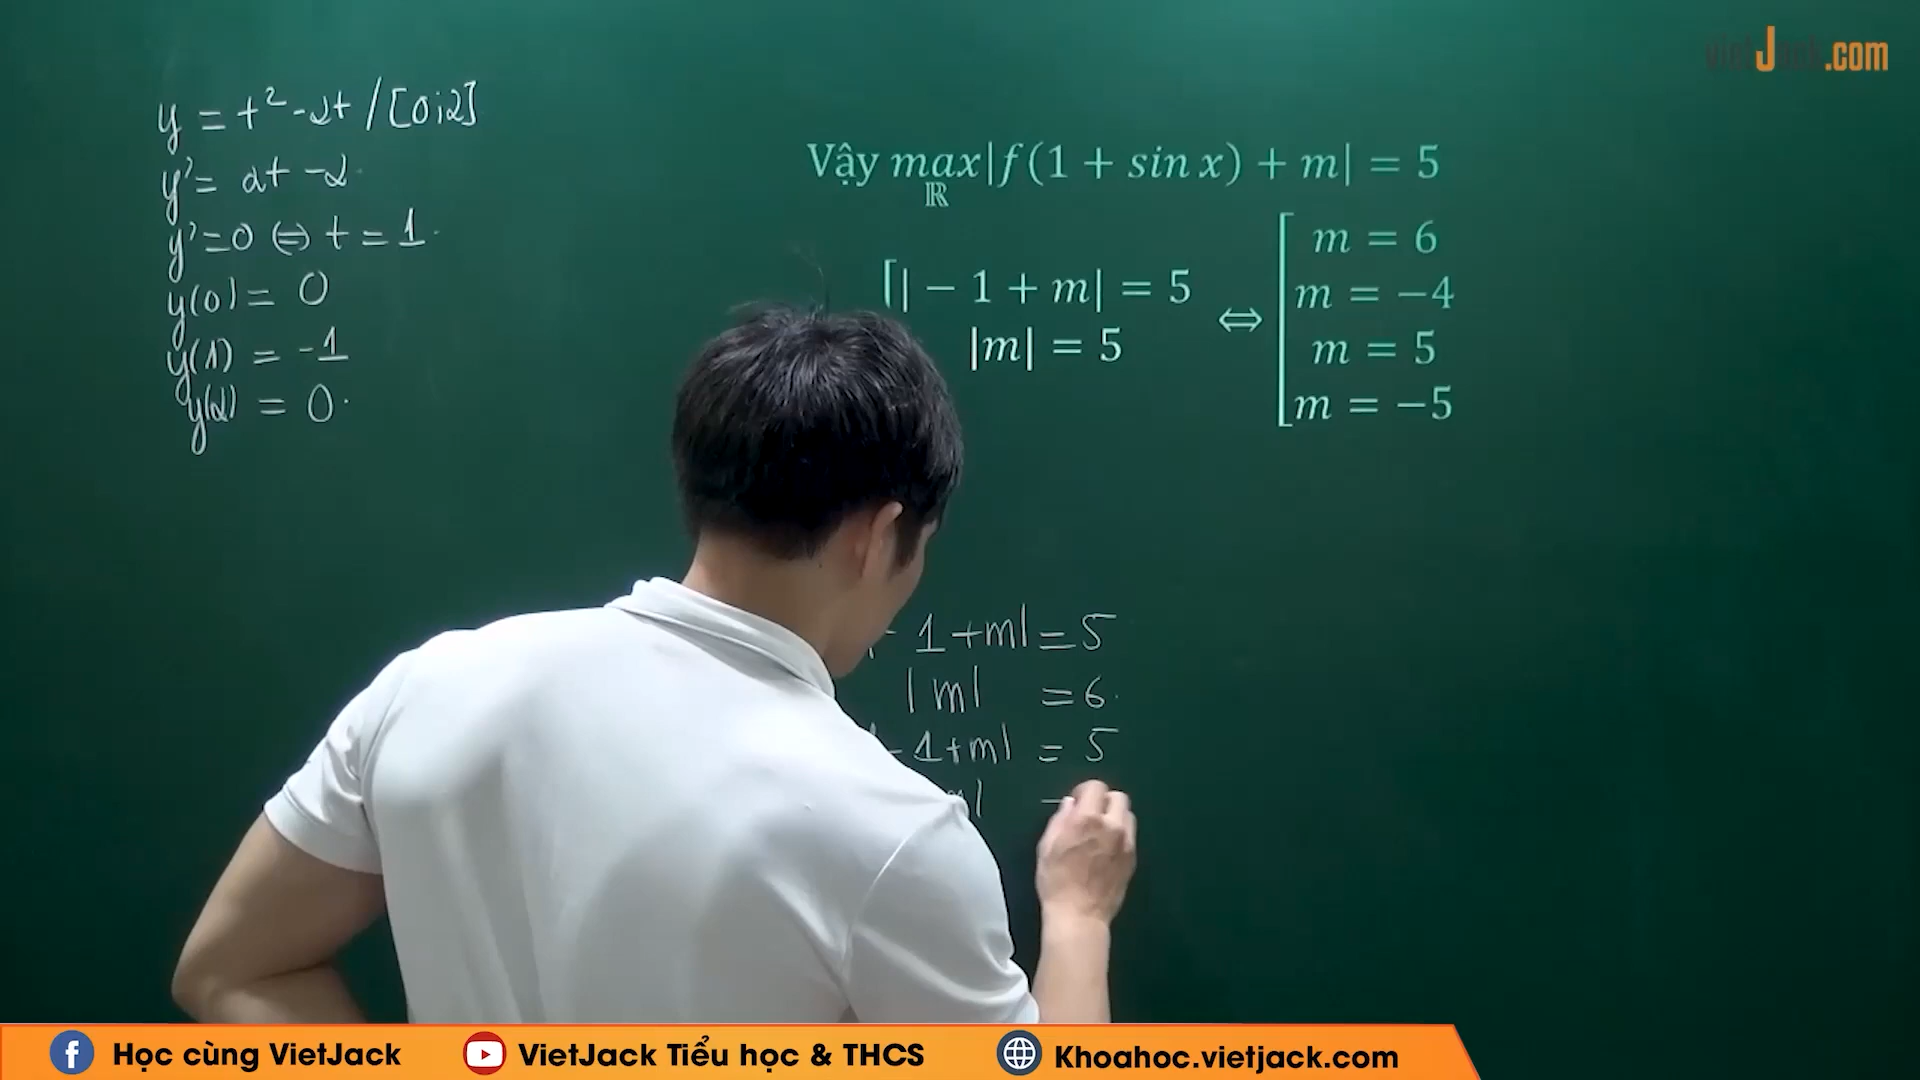 vietJack.com
y = t² - 2t / [0;2]
y' = 2t - 2
y' = 0 ⇔ t = 1
y(0) = 0
y(1) = -1
y(2) = 0
Vậy max|f(1 + sin x) + m| = 5
ℝ
[|−1 + m| = 5
|m| = 5
⇔
m = 6
m = −4
m = 5
m = −5
- 1 + m| = 5
|m| = 6
- 1 + m| = 5
Học cùng VietJack
VietJack Tiểu học & THCS
Khoahoc.vietjack.com